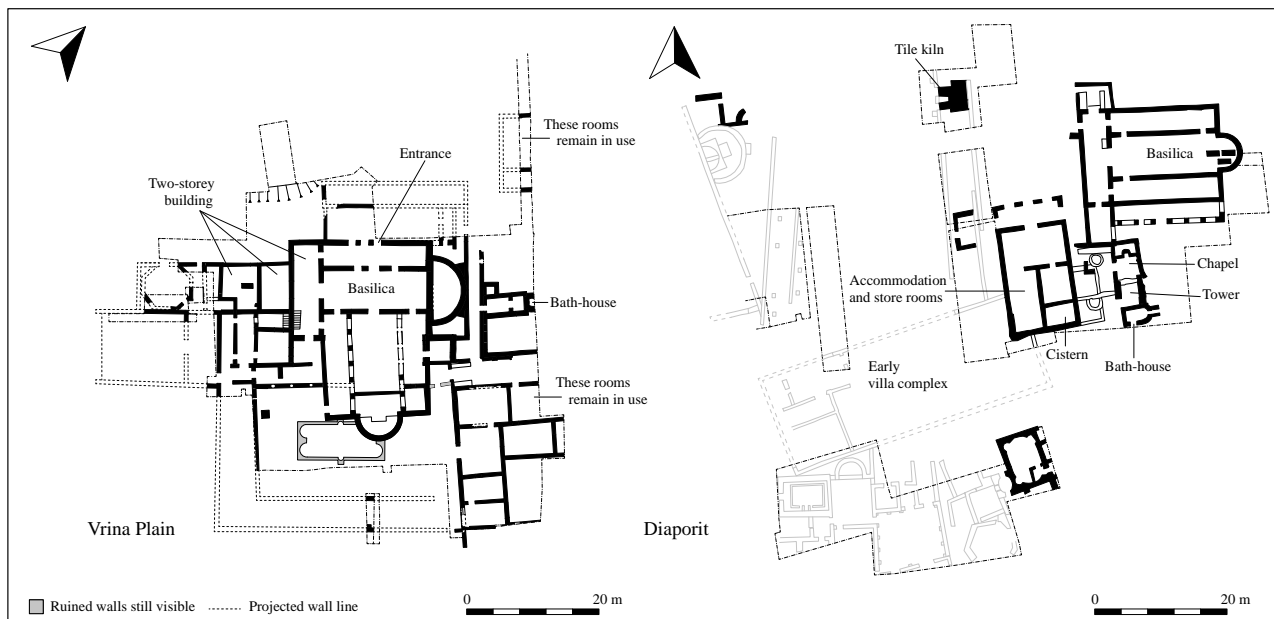 Tile kiln
These rooms
remain in use
Entrance
Basilica
Two-storey
building
Basilica
Chapel
Accommodation
and store rooms
Tower
Bath-house
Cistern
Bath-house
Early
villa complex
These rooms
remain in use
Vrina Plain
Diaporit
Ruined walls still visible
Projected wall line
0 20 m
0 20 m